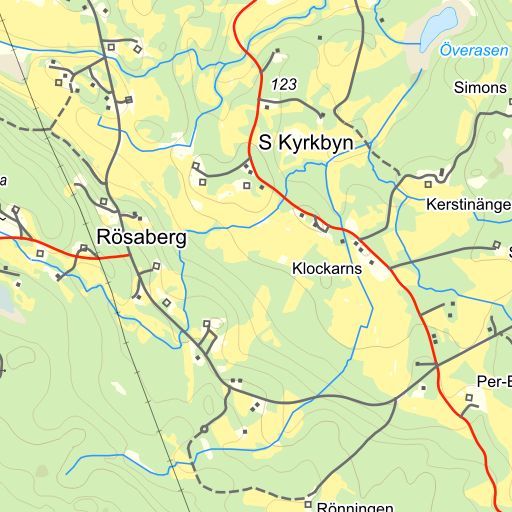 Överasen
123
Simons
S Kyrkbyn
a
Kerstinänge
Rösaberg
S
Klockarns
Per-E
Rönningen